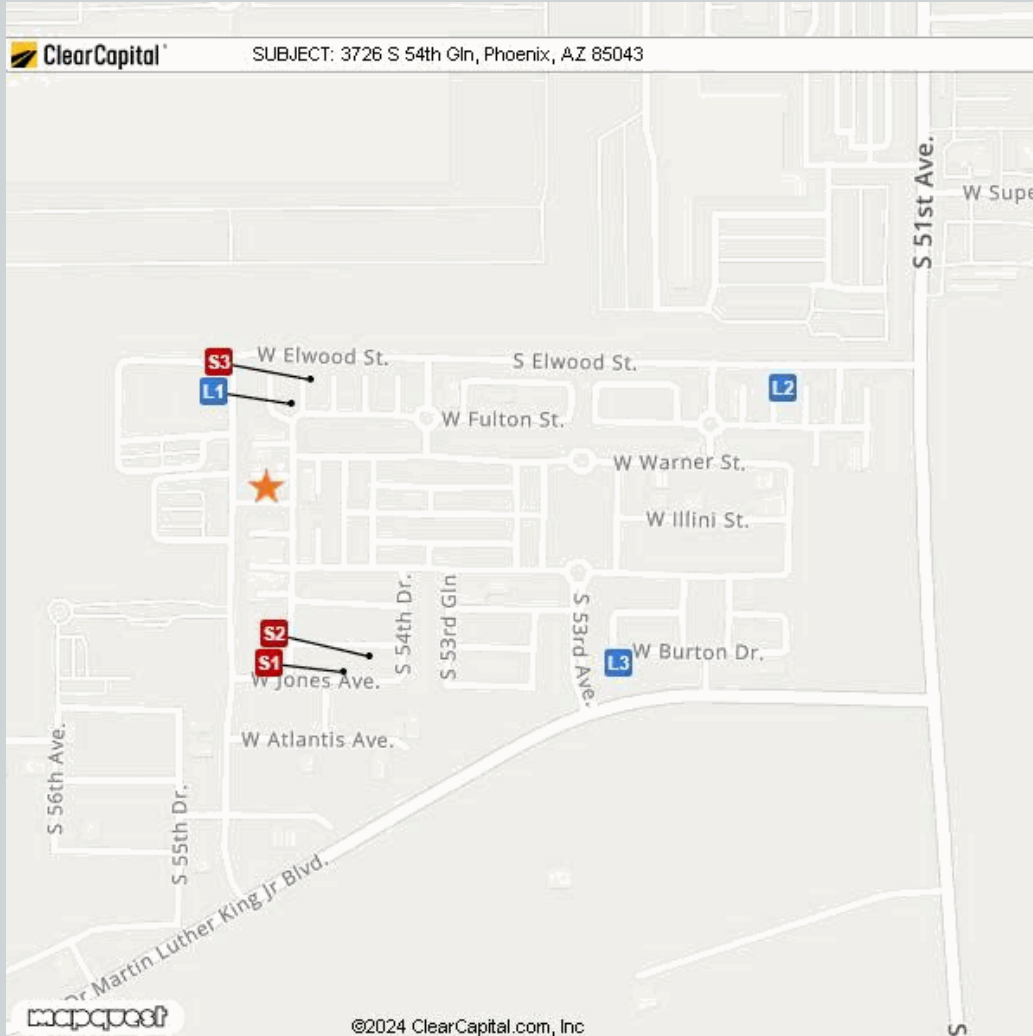 ClearCapital
SUBJECT: 3726 S 54th Gln, Phoenix, AZ 85043
S 51st Ave.
W Supe
S3
W Elwood St.
S Elwood St.
L1
L2
W Fulton St.
W Warner St.
W Illini St.
S 54th Dr.
S 53rd Gln
S 53rd Ave.
S2
S1
W Jones Ave.
L3
W Burton Dr.
W Atlantis Ave.
S 56th Ave.
S 55th Dr.
Dr Martin Luther King Jr Blvd.
mapquest
©2024 ClearCapital.com, Inc
S